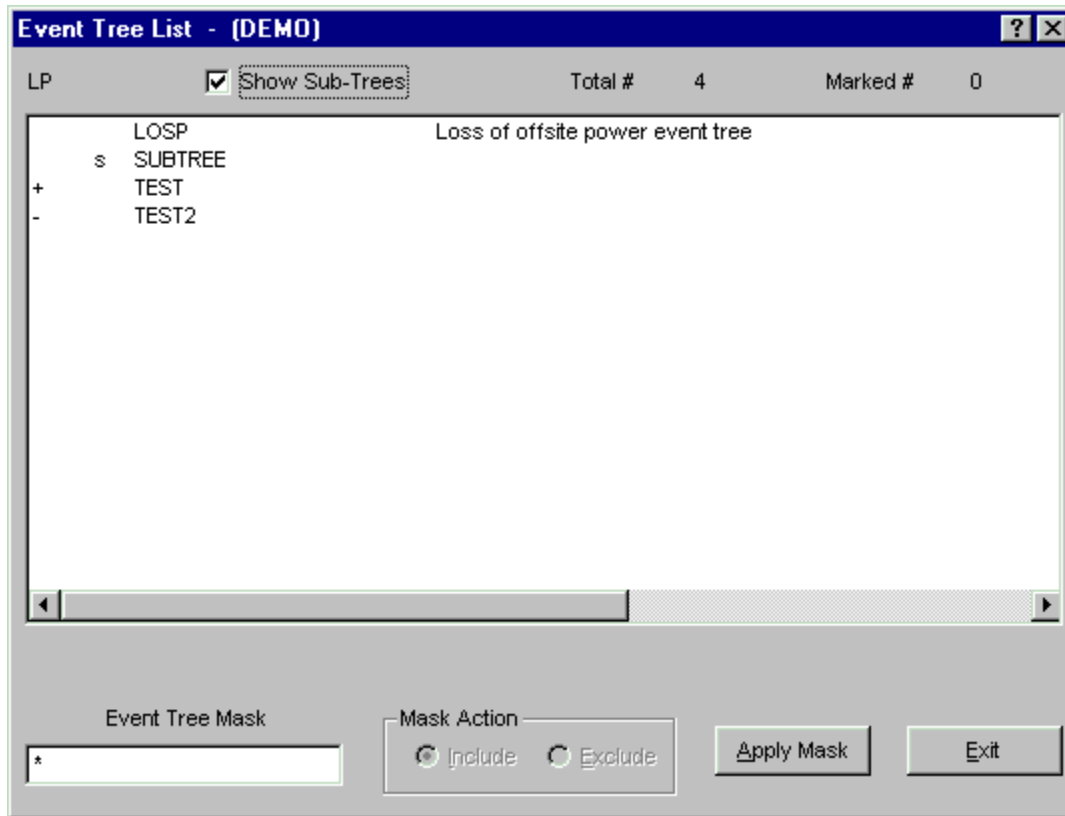 Event Tree List - (DEMO)
LP Show Sub-Trees Total # 4 Marked # 0
LOSP Loss of offsite power event tree
s SUBTREE
+ TEST
- TEST2
Event Tree Mask
*
Mask Action
Include Exclude
Apply Mask
Exit